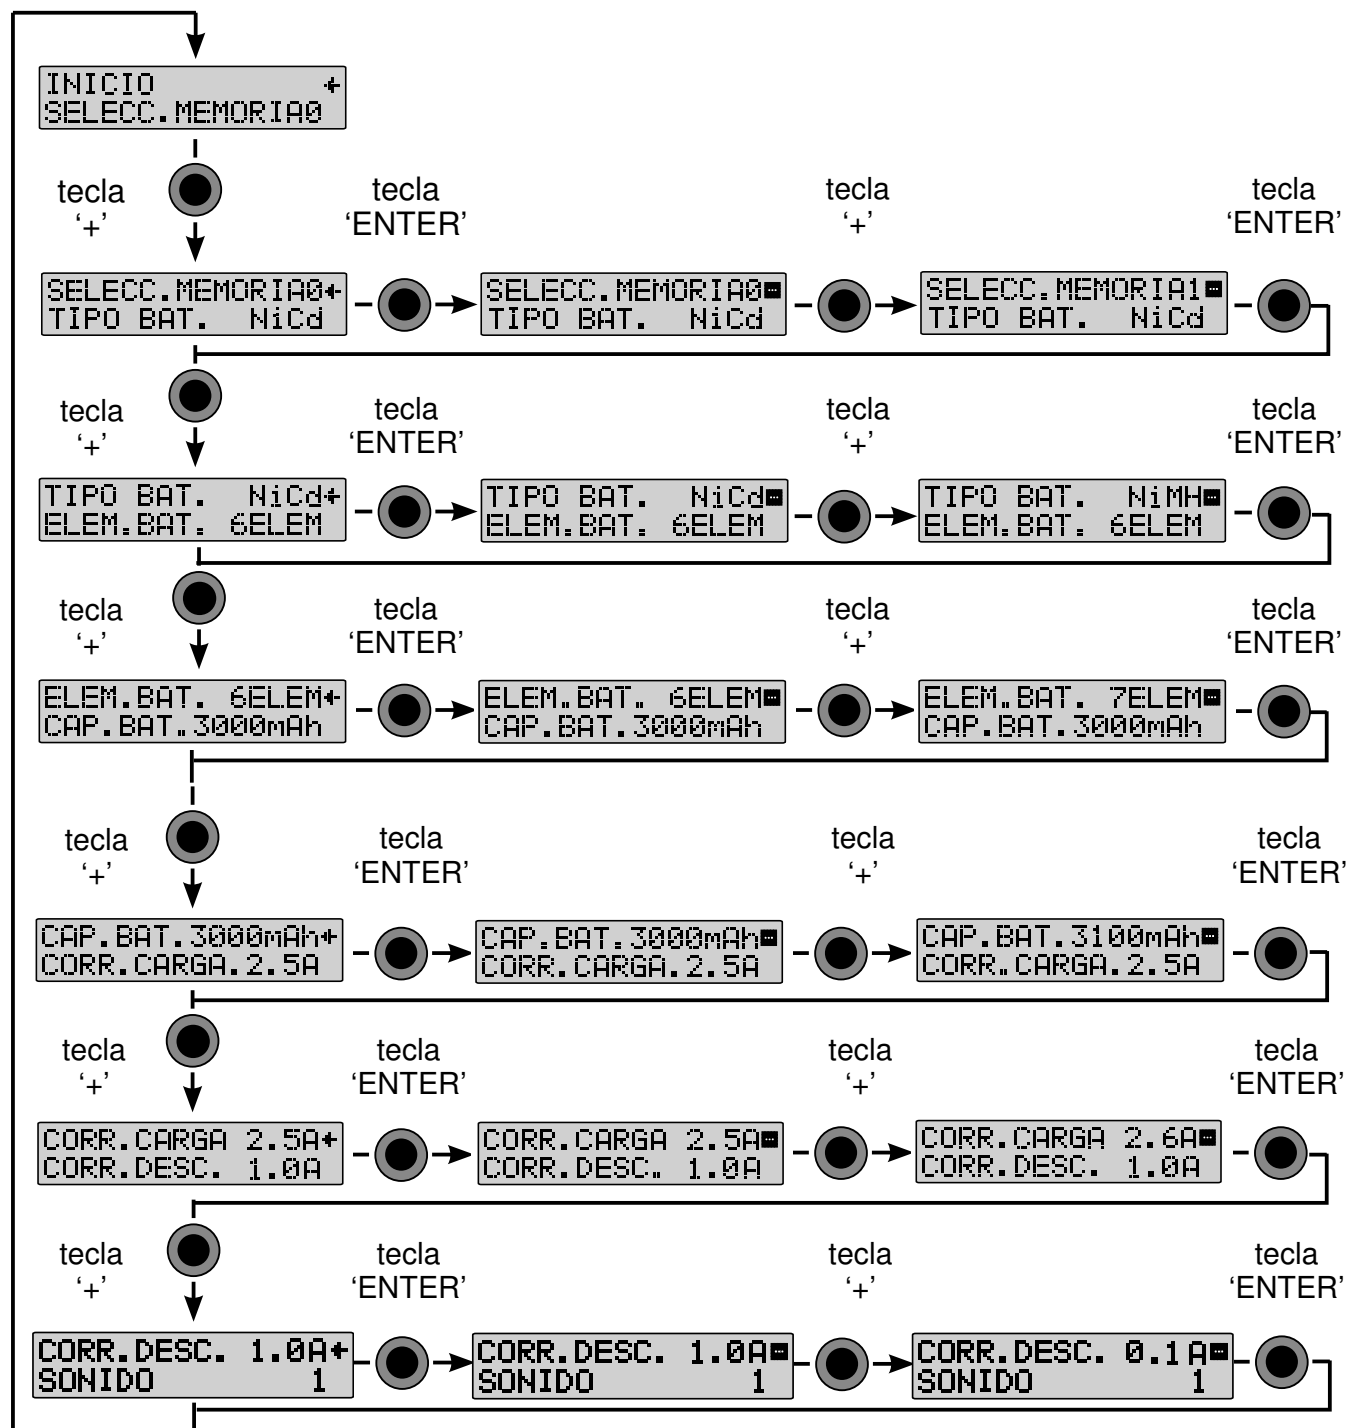 INICIO
SELECC.MEMORIA0
tecla
‘+’
tecla
‘ENTER’
tecla
‘+’
tecla
‘ENTER’
SELECC.MEMORIA0
TIPO BAT. NiCd
SELECC.MEMORIA0
TIPO BAT. NiCd
SELECC.MEMORIA1
TIPO BAT. NiCd
tecla
‘+’
tecla
‘ENTER’
tecla
‘+’
tecla
‘ENTER’
TIPO BAT. NiCd
ELEM.BAT. 6ELEM
TIPO BAT. NiCd
ELEM.BAT. 6ELEM
TIPO BAT. NiMH
ELEM.BAT. 6ELEM
tecla
‘+’
tecla
‘ENTER’
tecla
‘+’
tecla
‘ENTER’
ELEM.BAT. 6ELEM
CAP.BAT.3000mAh
ELEM.BAT. 6ELEM
CAP.BAT.3000mAh
ELEM.BAT. 7ELEM
CAP.BAT.3000mAh
tecla
‘+’
tecla
‘ENTER’
tecla
‘+’
tecla
‘ENTER’
CAP.BAT.3000mAh
CORR.CARGA.2.5A
CAP.BAT.3000mAh
CORR.CARGA.2.5A
CAP.BAT.3100mAh
CORR.CARGA.2.5A
tecla
‘+’
tecla
‘ENTER’
tecla
‘+’
tecla
‘ENTER’
CORR.CARGA 2.5A
CORR.DESC. 1.0A
CORR.CARGA 2.5A
CORR.DESC. 1.0A
CORR.CARGA 2.6A
CORR.DESC. 1.0A
tecla
‘+’
tecla
‘ENTER’
tecla
‘+’
tecla
‘ENTER’
CORR.DESC. 1.0A
SONIDO 1
CORR.DESC. 1.0A
SONIDO 1
CORR.DESC. 0.1A
SONIDO 1